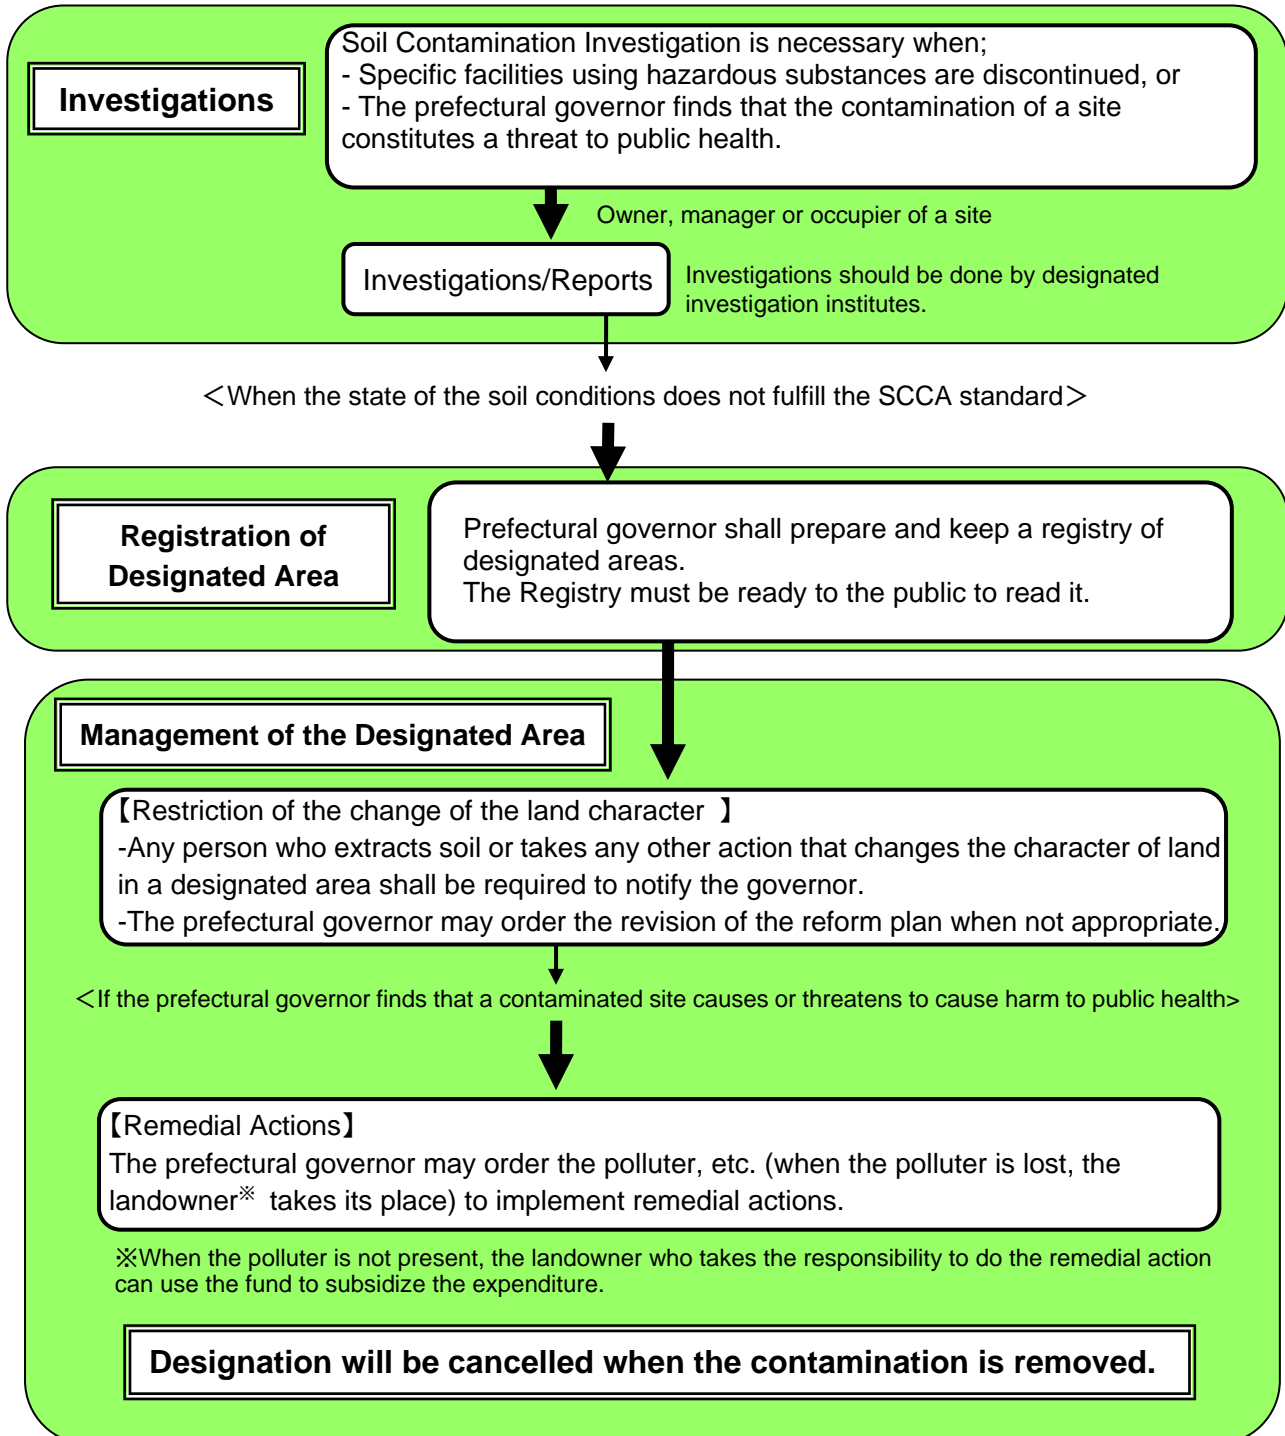 Investigations
Soil Contamination Investigation is necessary when;
- Specific facilities using hazardous substances are discontinued, or
- The prefectural governor finds that the contamination of a site
constitutes a threat to public health.
Owner, manager or occupier of a site
Investigations/Reports
Investigations should be done by designated
investigation institutes.
＜When the state of the soil conditions does not fulfill the SCCA standard＞
Registration of
Designated Area
Prefectural governor shall prepare and keep a registry of
designated areas.
The Registry must be ready to the public to read it.
Management of the Designated Area
【Restriction of the change of the land character 】
-Any person who extracts soil or takes any other action that changes the character of land
in a designated area shall be required to notify the governor.
-The prefectural governor may order the revision of the reform plan when not appropriate.
＜If the prefectural governor finds that a contaminated site causes or threatens to cause harm to public health>
【Remedial Actions】
The prefectural governor may order the polluter, etc. (when the polluter is lost, the
landowner※ takes its place) to implement remedial actions.
※When the polluter is not present, the landowner who takes the responsibility to do the remedial action
can use the fund to subsidize the expenditure.
Designation will be cancelled when the contamination is removed.